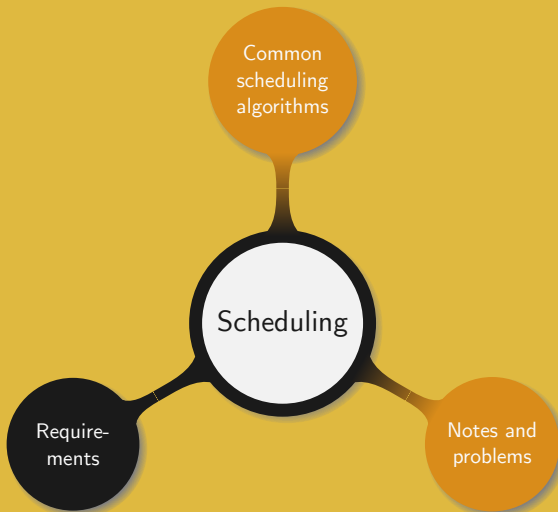 Common
scheduling
algorithms
Scheduling
Require-
ments
Notes and
problems